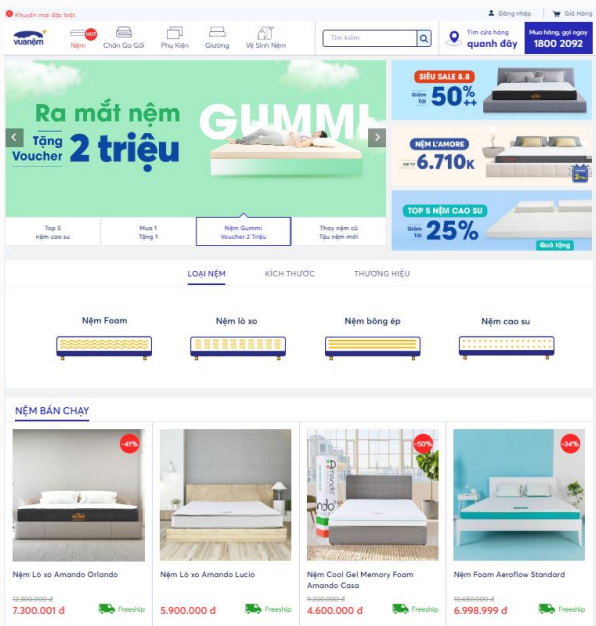 Khuyến mại đặc biệt
Đăng nhập
Giỏ Hàng
vuanệm
Nệm
HOT
Chăn Ga Gối
Phụ Kiện
Giường
Vệ Sinh Nệm
Tìm kiếm
Tìm cửa hàng
quanh đây
Mua hàng, gọi ngay
1800 2092
Ra mắt nệm
GUMMI
Tặng
Voucher
2 triệu
Top 5
nệm cao su
Mua 1
Tặng 1
Nệm Gummi
Voucher 2 Triệu
Thay nệm cũ
Tậu nệm mới
SIÊU SALE 8.8
Giảm
Tới
50%
++
NỆM L'AMORE
6.710K
TOP 5 NỆM CAO SU
Giảm
Tới
25%
Quà tặng
LOẠI NỆM
KÍCH THƯỚC
THƯƠNG HIỆU
Nệm Foam
Nệm lò xo
Nệm bông ép
Nệm cao su
NỆM BÁN CHẠY
-41%
-50%
Amando
-34%
Nệm Lò xo Amando Orlando
12.300.000 đ
7.300.001 đ
Freeship
Nệm Lò xo Amando Lucio
5.900.000 đ
Freeship
Nệm Cool Gel Memory Foam
Amando Casa
9.200.000 đ
4.600.000 đ
Freeship
Nệm Foam Aeroflow Standard
10.650.000 đ
6.998.999 đ
Freeship